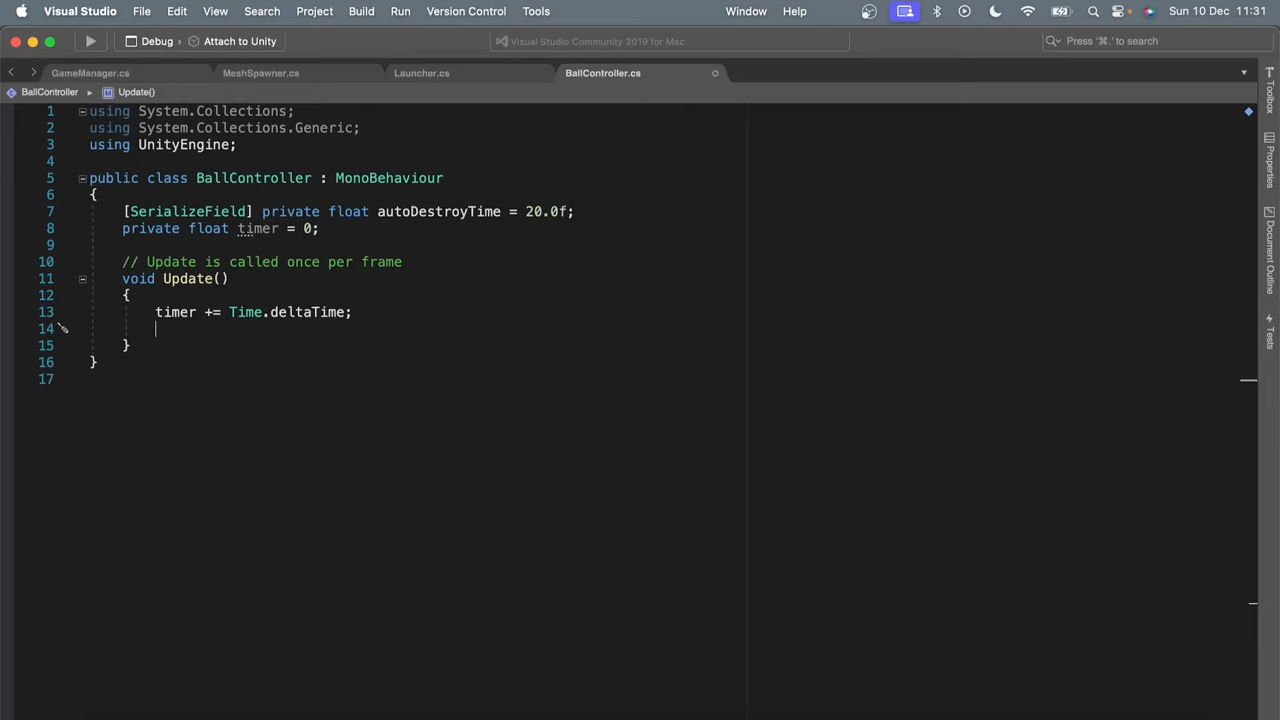 Visual Studio File Edit View Search Project Build Run Version Control Tools Window Help Sun 10 Dec 11:31
Debug > Attach to Unity Visual Studio Community 2019 for Mac Press '⌘.' to search
GameManager.cs MeshSpawner.cs Launcher.cs BallController.cs
BallController Update()
1 using System.Collections;
2 using System.Collections.Generic;
3 using UnityEngine;
4
5 public class BallController : MonoBehaviour
6 {
7 [SerializeField] private float autoDestroyTime = 20.0f;
8 private float timer = 0;
9
10 // Update is called once per frame
11 void Update()
12 {
13 timer += Time.deltaTime;
14
15 }
16 }
17
Toolbox
Properties
Document Outline
Tests